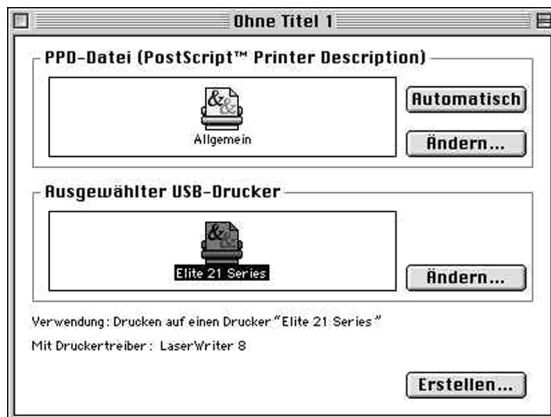 Ohne Titel 1
PPD-Datei (PostScript™ Printer Description)
Allgemein
Automatisch
Ändern...
Ausgewählter USB-Drucker
Elite 21 Series
Ändern...
Verwendung: Drucken auf einen Drucker "Elite 21 Series"
Mit Druckertreiber: LaserWriter 8
Erstellen...